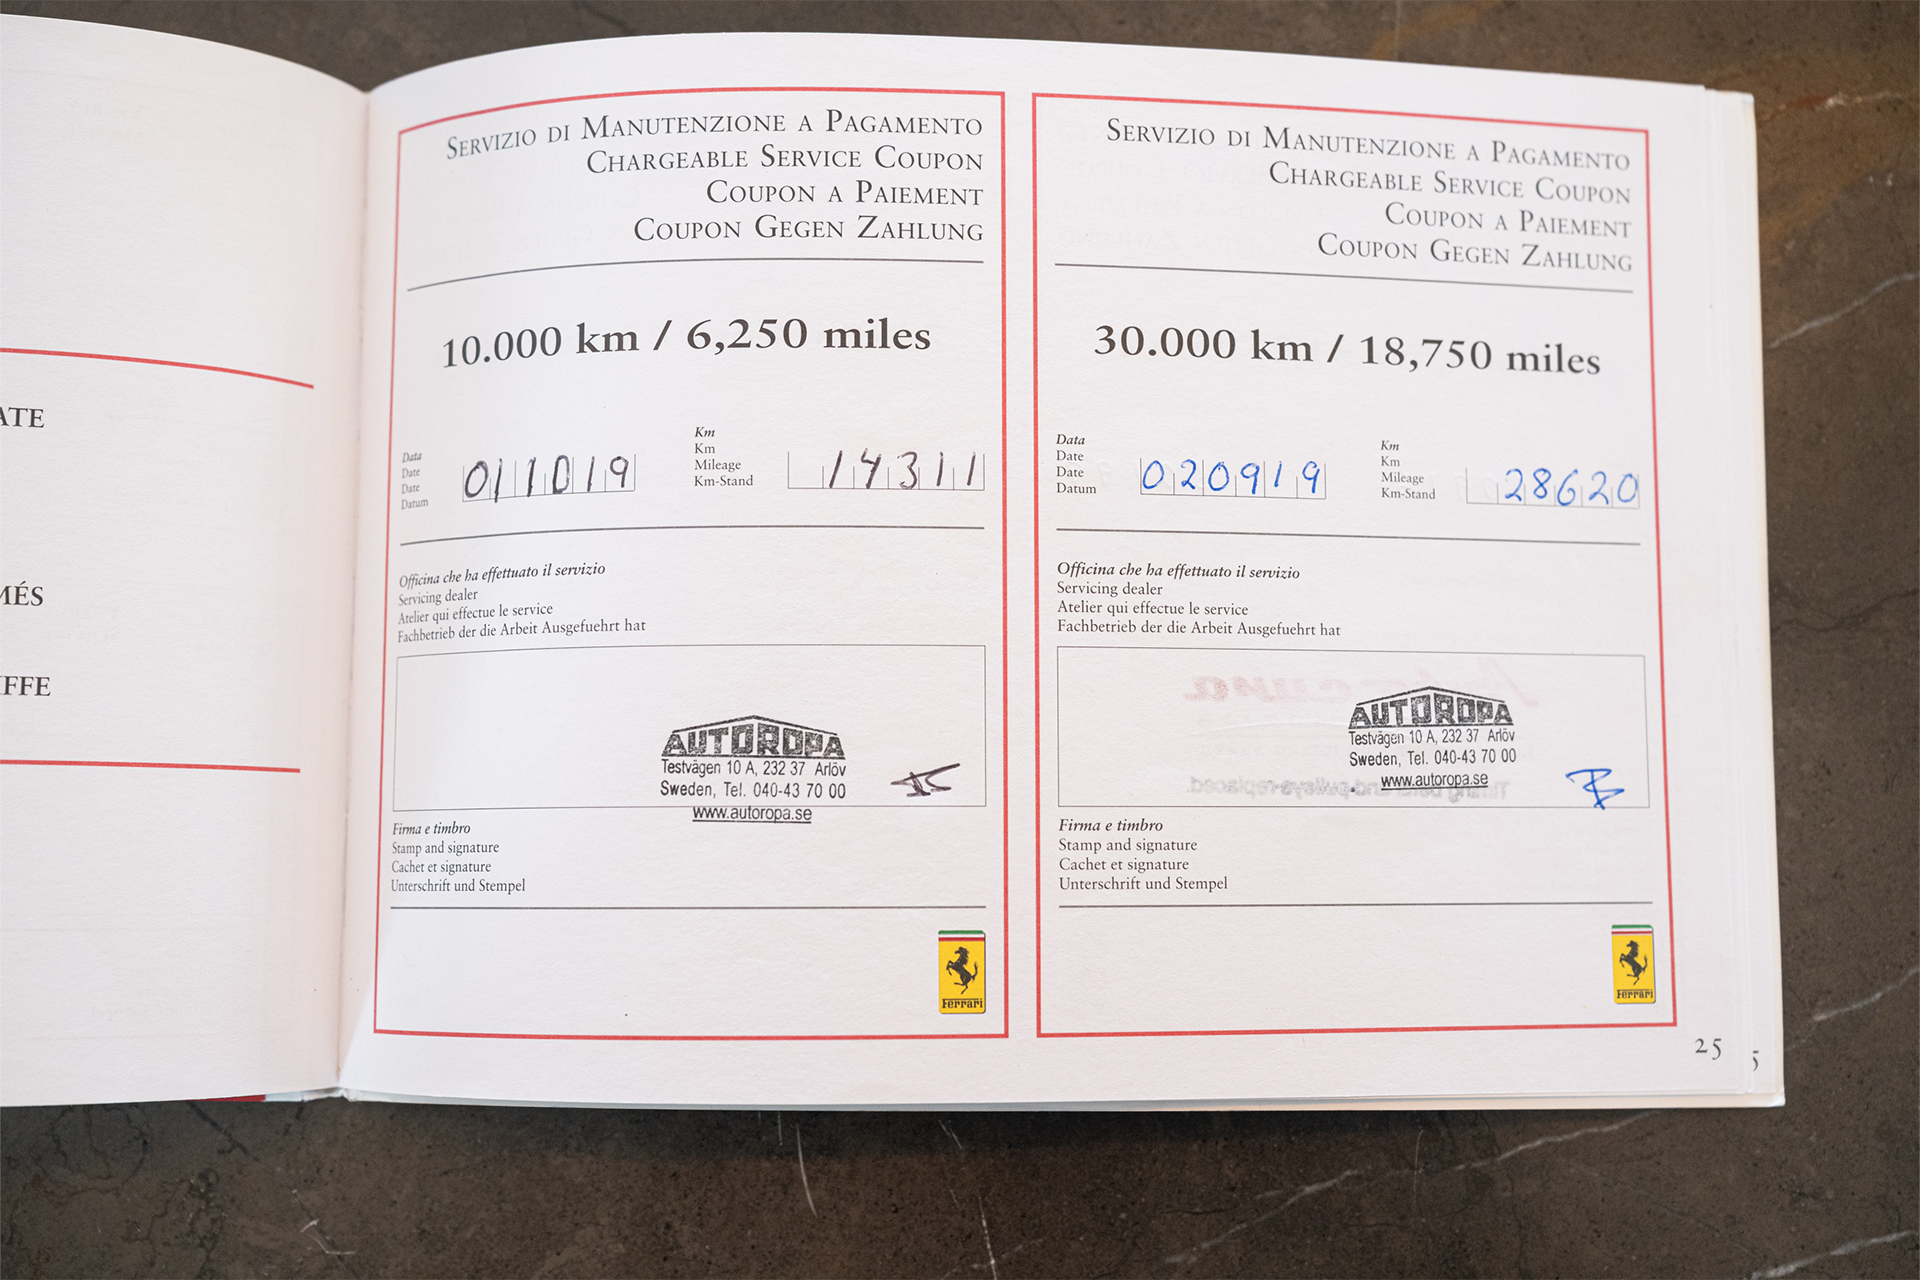 ATE
MÉS
IFFE
SERVIZIO DI MANUTENZIONE A PAGAMENTO
CHARGEABLE SERVICE COUPON
COUPON A PAIEMENT
COUPON GEGEN ZAHLUNG
10.000 km / 6,250 miles
Data
Date
Date
Datum
011019
Km
Km
Mileage
Km-Stand
14311
Officina che ha effettuato il servizio
Servicing dealer
Atelier qui effectue le service
Fachbetrieb der die Arbeit Ausgefuehrt hat
AUTOROPA
Testvägen 10 A, 232 37 Arlöv
Sweden, Tel. 040-43 70 00
www.autoropa.se
Firma e timbro
Stamp and signature
Cachet et signature
Unterschrift und Stempel
Ferrari
SERVIZIO DI MANUTENZIONE A PAGAMENTO
CHARGEABLE SERVICE COUPON
COUPON A PAIEMENT
COUPON GEGEN ZAHLUNG
30.000 km / 18,750 miles
Data
Date
Date
Datum
020919
Km
Km
Mileage
Km-Stand
28620
Officina che ha effettuato il servizio
Servicing dealer
Atelier qui effectue le service
Fachbetrieb der die Arbeit Ausgefuehrt hat
AUTOROPA
Testvägen 10 A, 232 37 Arlöv
Sweden, Tel. 040-43 70 00
www.autoropa.se
Firma e timbro
Stamp and signature
Cachet et signature
Unterschrift und Stempel
Ferrari
25
5